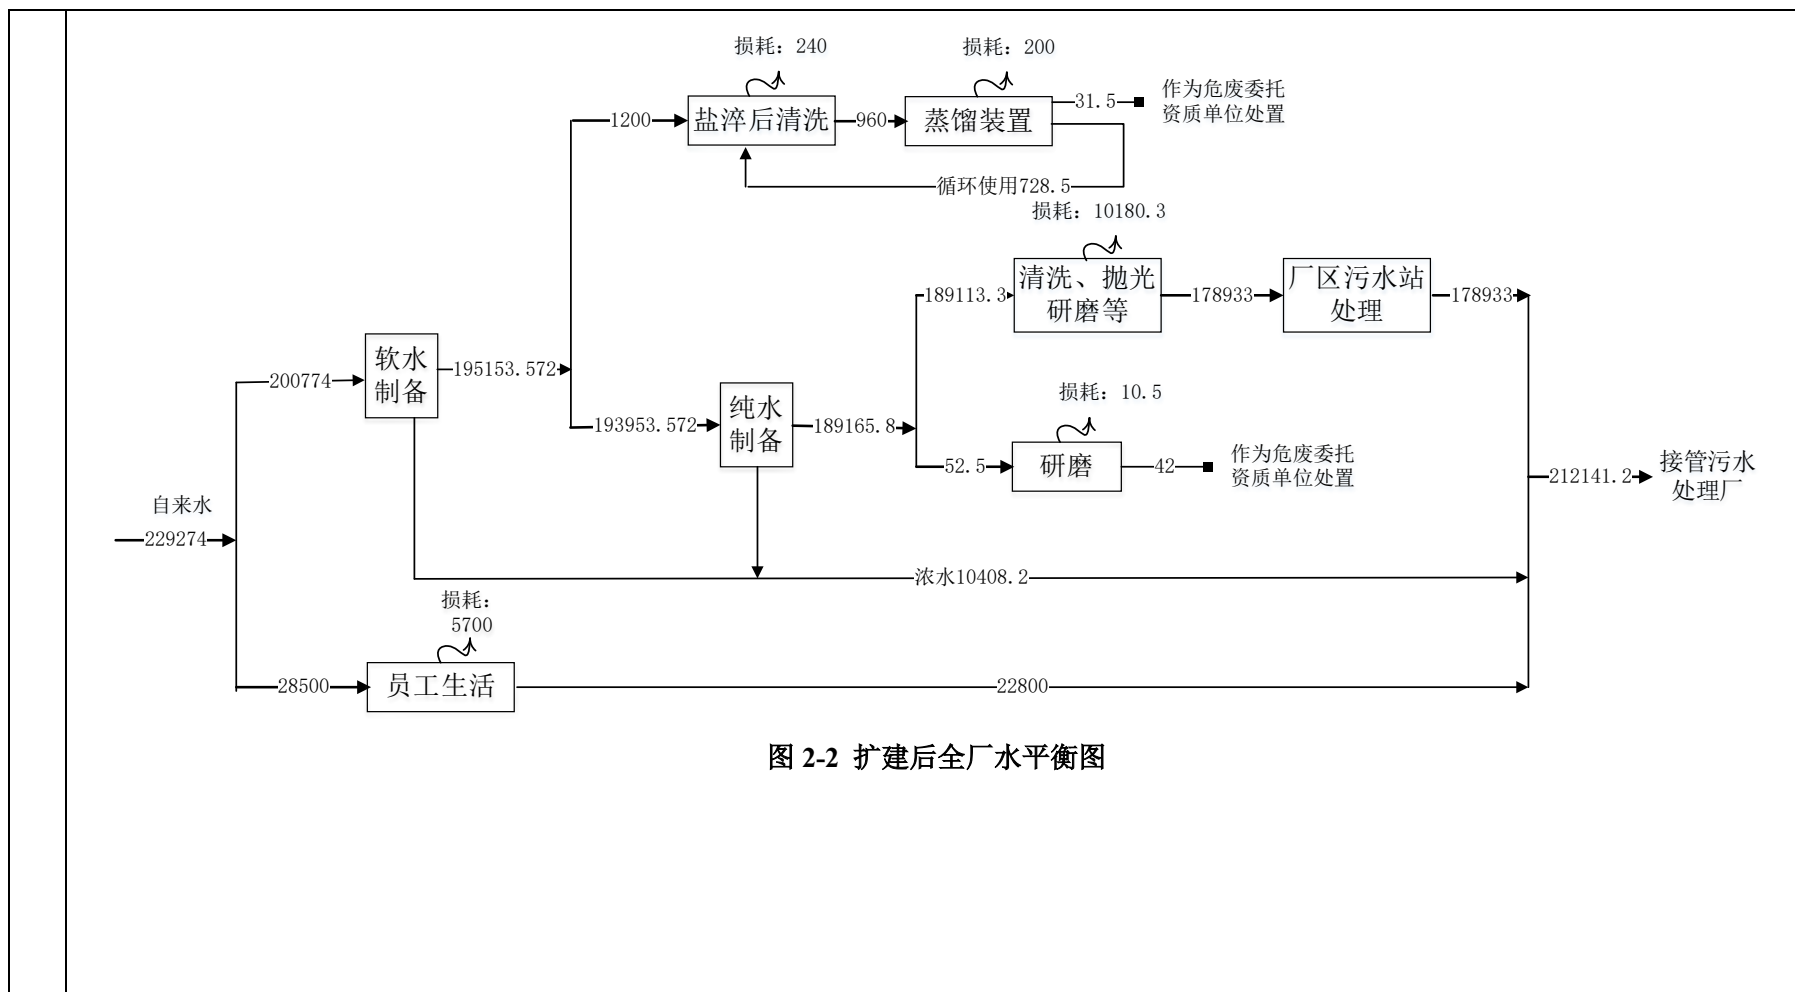 损耗：240
损耗：200
作为危废委托
资质单位处置
1200
盐淬后清洗
960
蒸馏装置
31.5
循环使用728.5
损耗：10180.3
189113.3
清洗、抛光
研磨等
178933
厂区污水站
处理
178933
200774
软水
制备
195153.572
193953.572
纯水
制备
189165.8
损耗：10.5
52.5
研磨
42
作为危废委托
资质单位处置
212141.2
接管污水
处理厂
自来水
229274
浓水10408.2
损耗：
5700
28500
员工生活
22800
图 2-2 扩建后全厂水平衡图